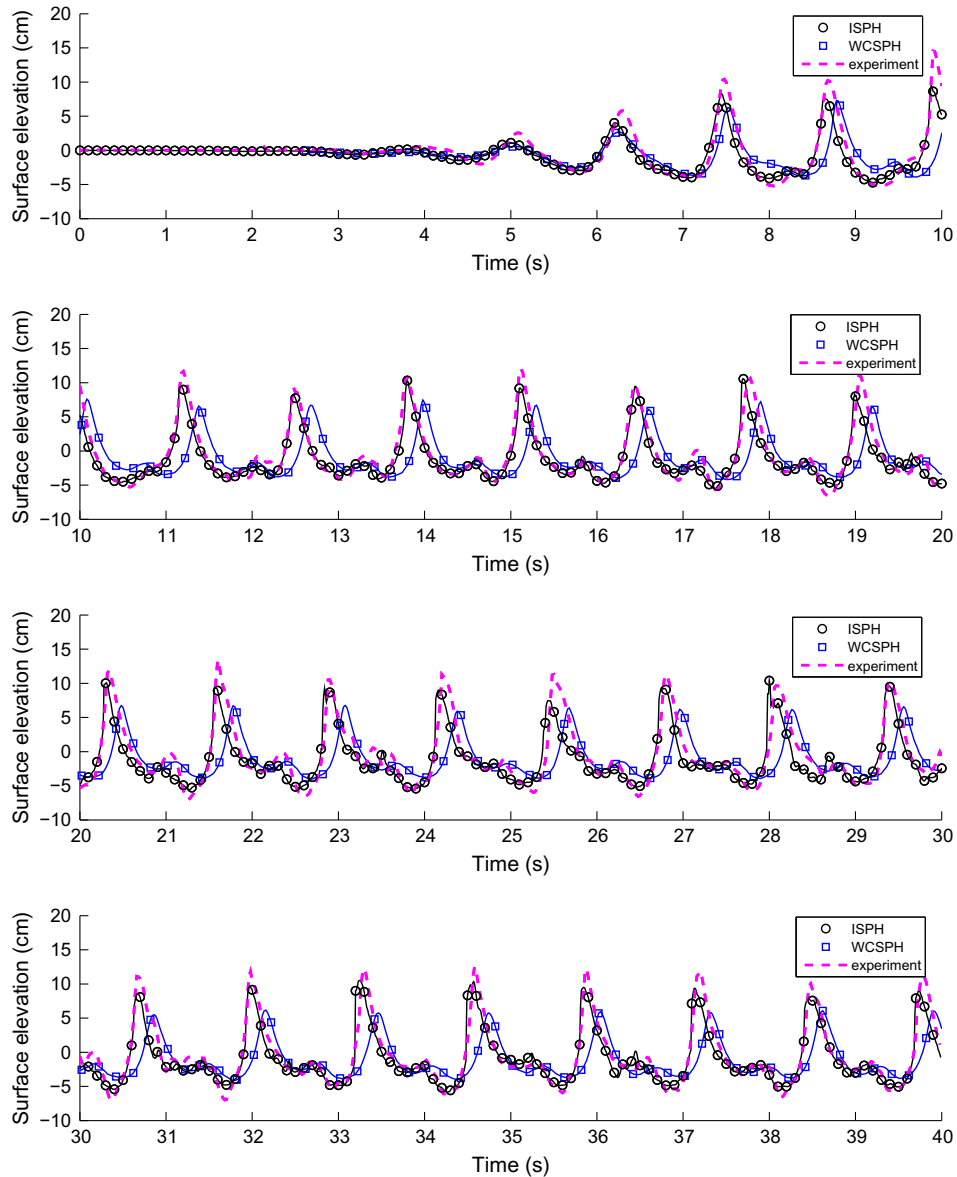 Surface elevation (cm)
20
15
10
5
0
−5
−10
ISPH
WCSPH
experiment
0 1 2 3 4 5 6 7 8 9 10
Time (s)
Surface elevation (cm)
20
15
10
5
0
−5
−10
ISPH
WCSPH
experiment
10 11 12 13 14 15 16 17 18 19 20
Time (s)
Surface elevation (cm)
20
15
10
5
0
−5
−10
ISPH
WCSPH
experiment
20 21 22 23 24 25 26 27 28 29 30
Time (s)
Surface elevation (cm)
20
15
10
5
0
−5
−10
ISPH
WCSPH
experiment
30 31 32 33 34 35 36 37 38 39 40
Time (s)